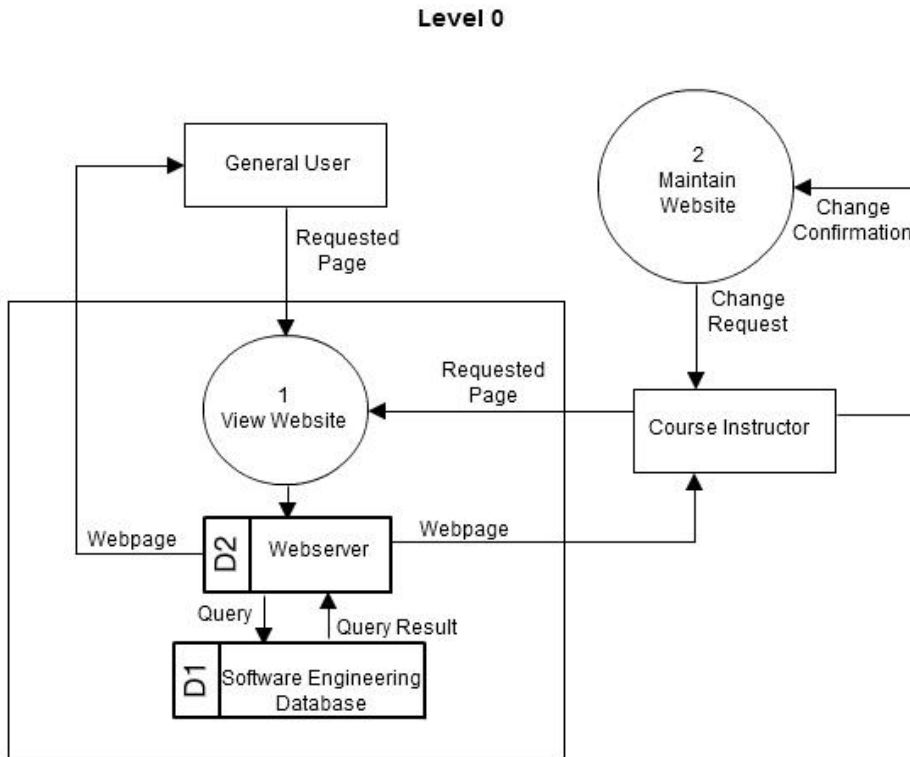 Level 0
General User
2
Maintain
Website
Change
Confirmation
Requested
Page
Change
Request
1
View Website
Requested
Page
Course Instructor
Webpage
D2
Webserver
Webpage
Query
Query Result
D1
Software Engineering
Database